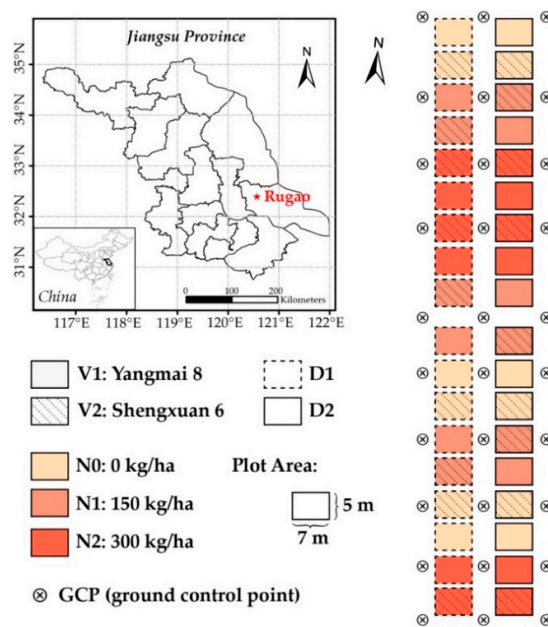 Jiangsu Province
N
N
35°N
34°N
33°N
32°N
31°N
Rugao
China
0 100 200
Kilometers
117°E 118°E 119°E 120°E 121°E 122°E
V1: Yangmai 8
D1
V2: Shengxuan 6
D2
N0: 0 kg/ha
Plot Area:
N1: 150 kg/ha
5 m
N2: 300 kg/ha
7 m
GCP (ground control point)